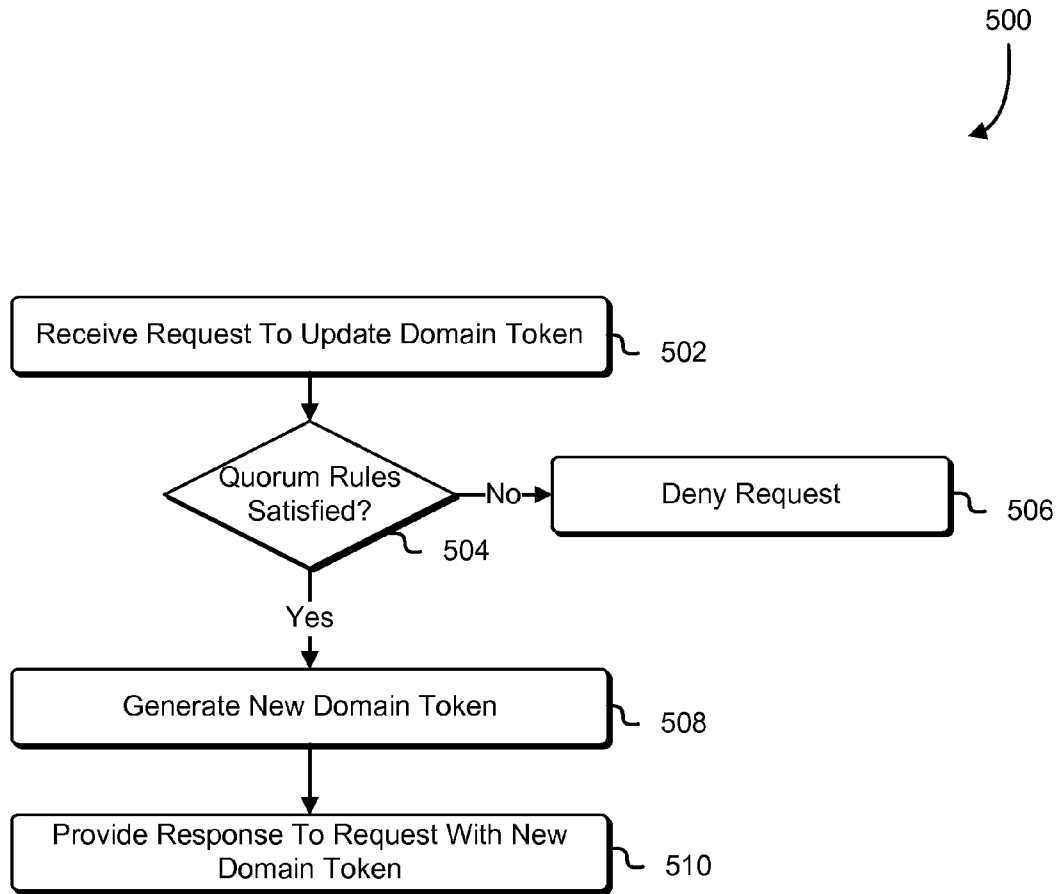 500
Receive Request To Update Domain Token
502
Quorum Rules
Satisfied?
504
No
Deny Request
506
Yes
Generate New Domain Token
508
Provide Response To Request With New
Domain Token
510